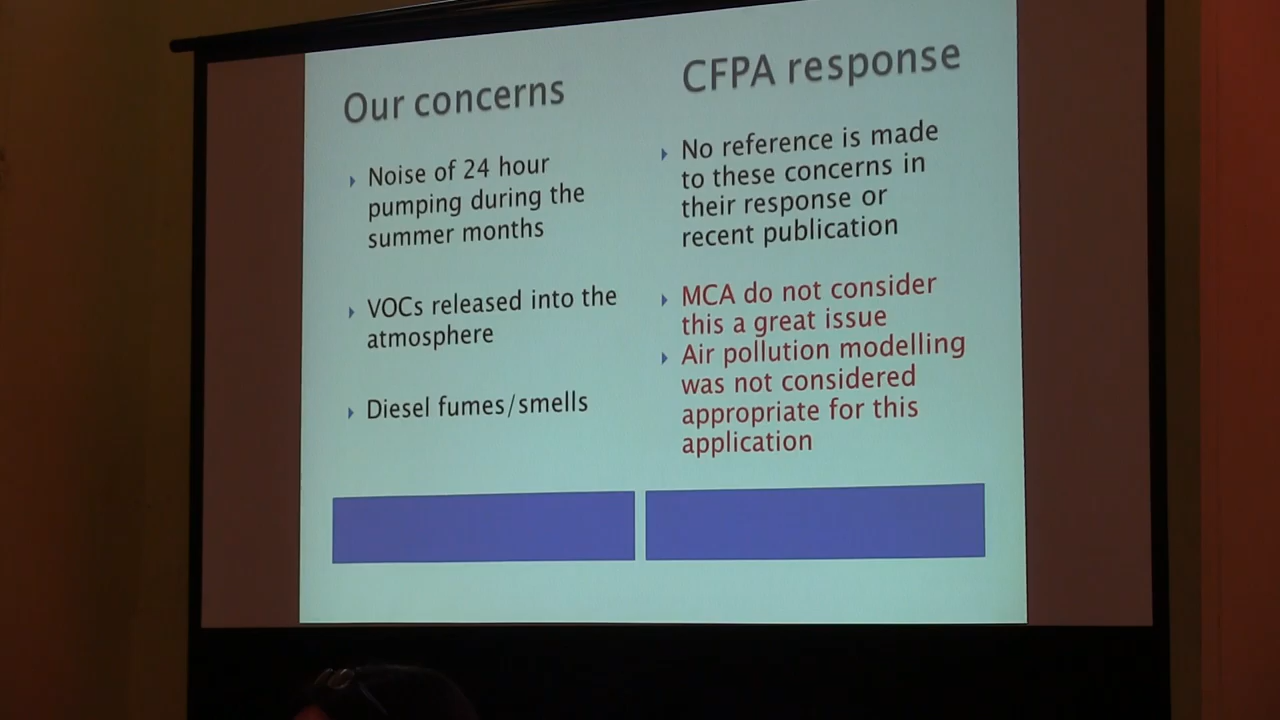 Our concerns
Noise of 24 hour
pumping during the
summer months
VOCs released into the
atmosphere
Diesel fumes/smells
CFPA response
No reference is made
to these concerns in
their response or
recent publication
MCA do not consider
this a great issue
Air pollution modelling
was not considered
appropriate for this
application